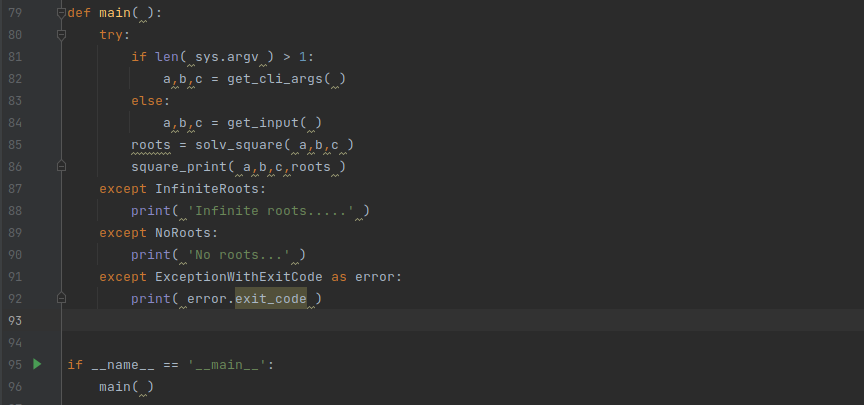 79 def main( ):
80     try:
81         if len( sys.argv ) > 1:
82             a,b,c = get_cli_args( )
83         else:
84             a,b,c = get_input( )
85         roots = solv_square( a,b,c )
86         square_print( a,b,c,roots )
87     except InfiniteRoots:
88         print( 'Infinite roots.....' )
89     except NoRoots:
90         print( 'No roots...' )
91     except ExceptionWithExitCode as error:
92         print( error.exit_code )
93
94
95 if __name__ == '__main__':
96     main( )